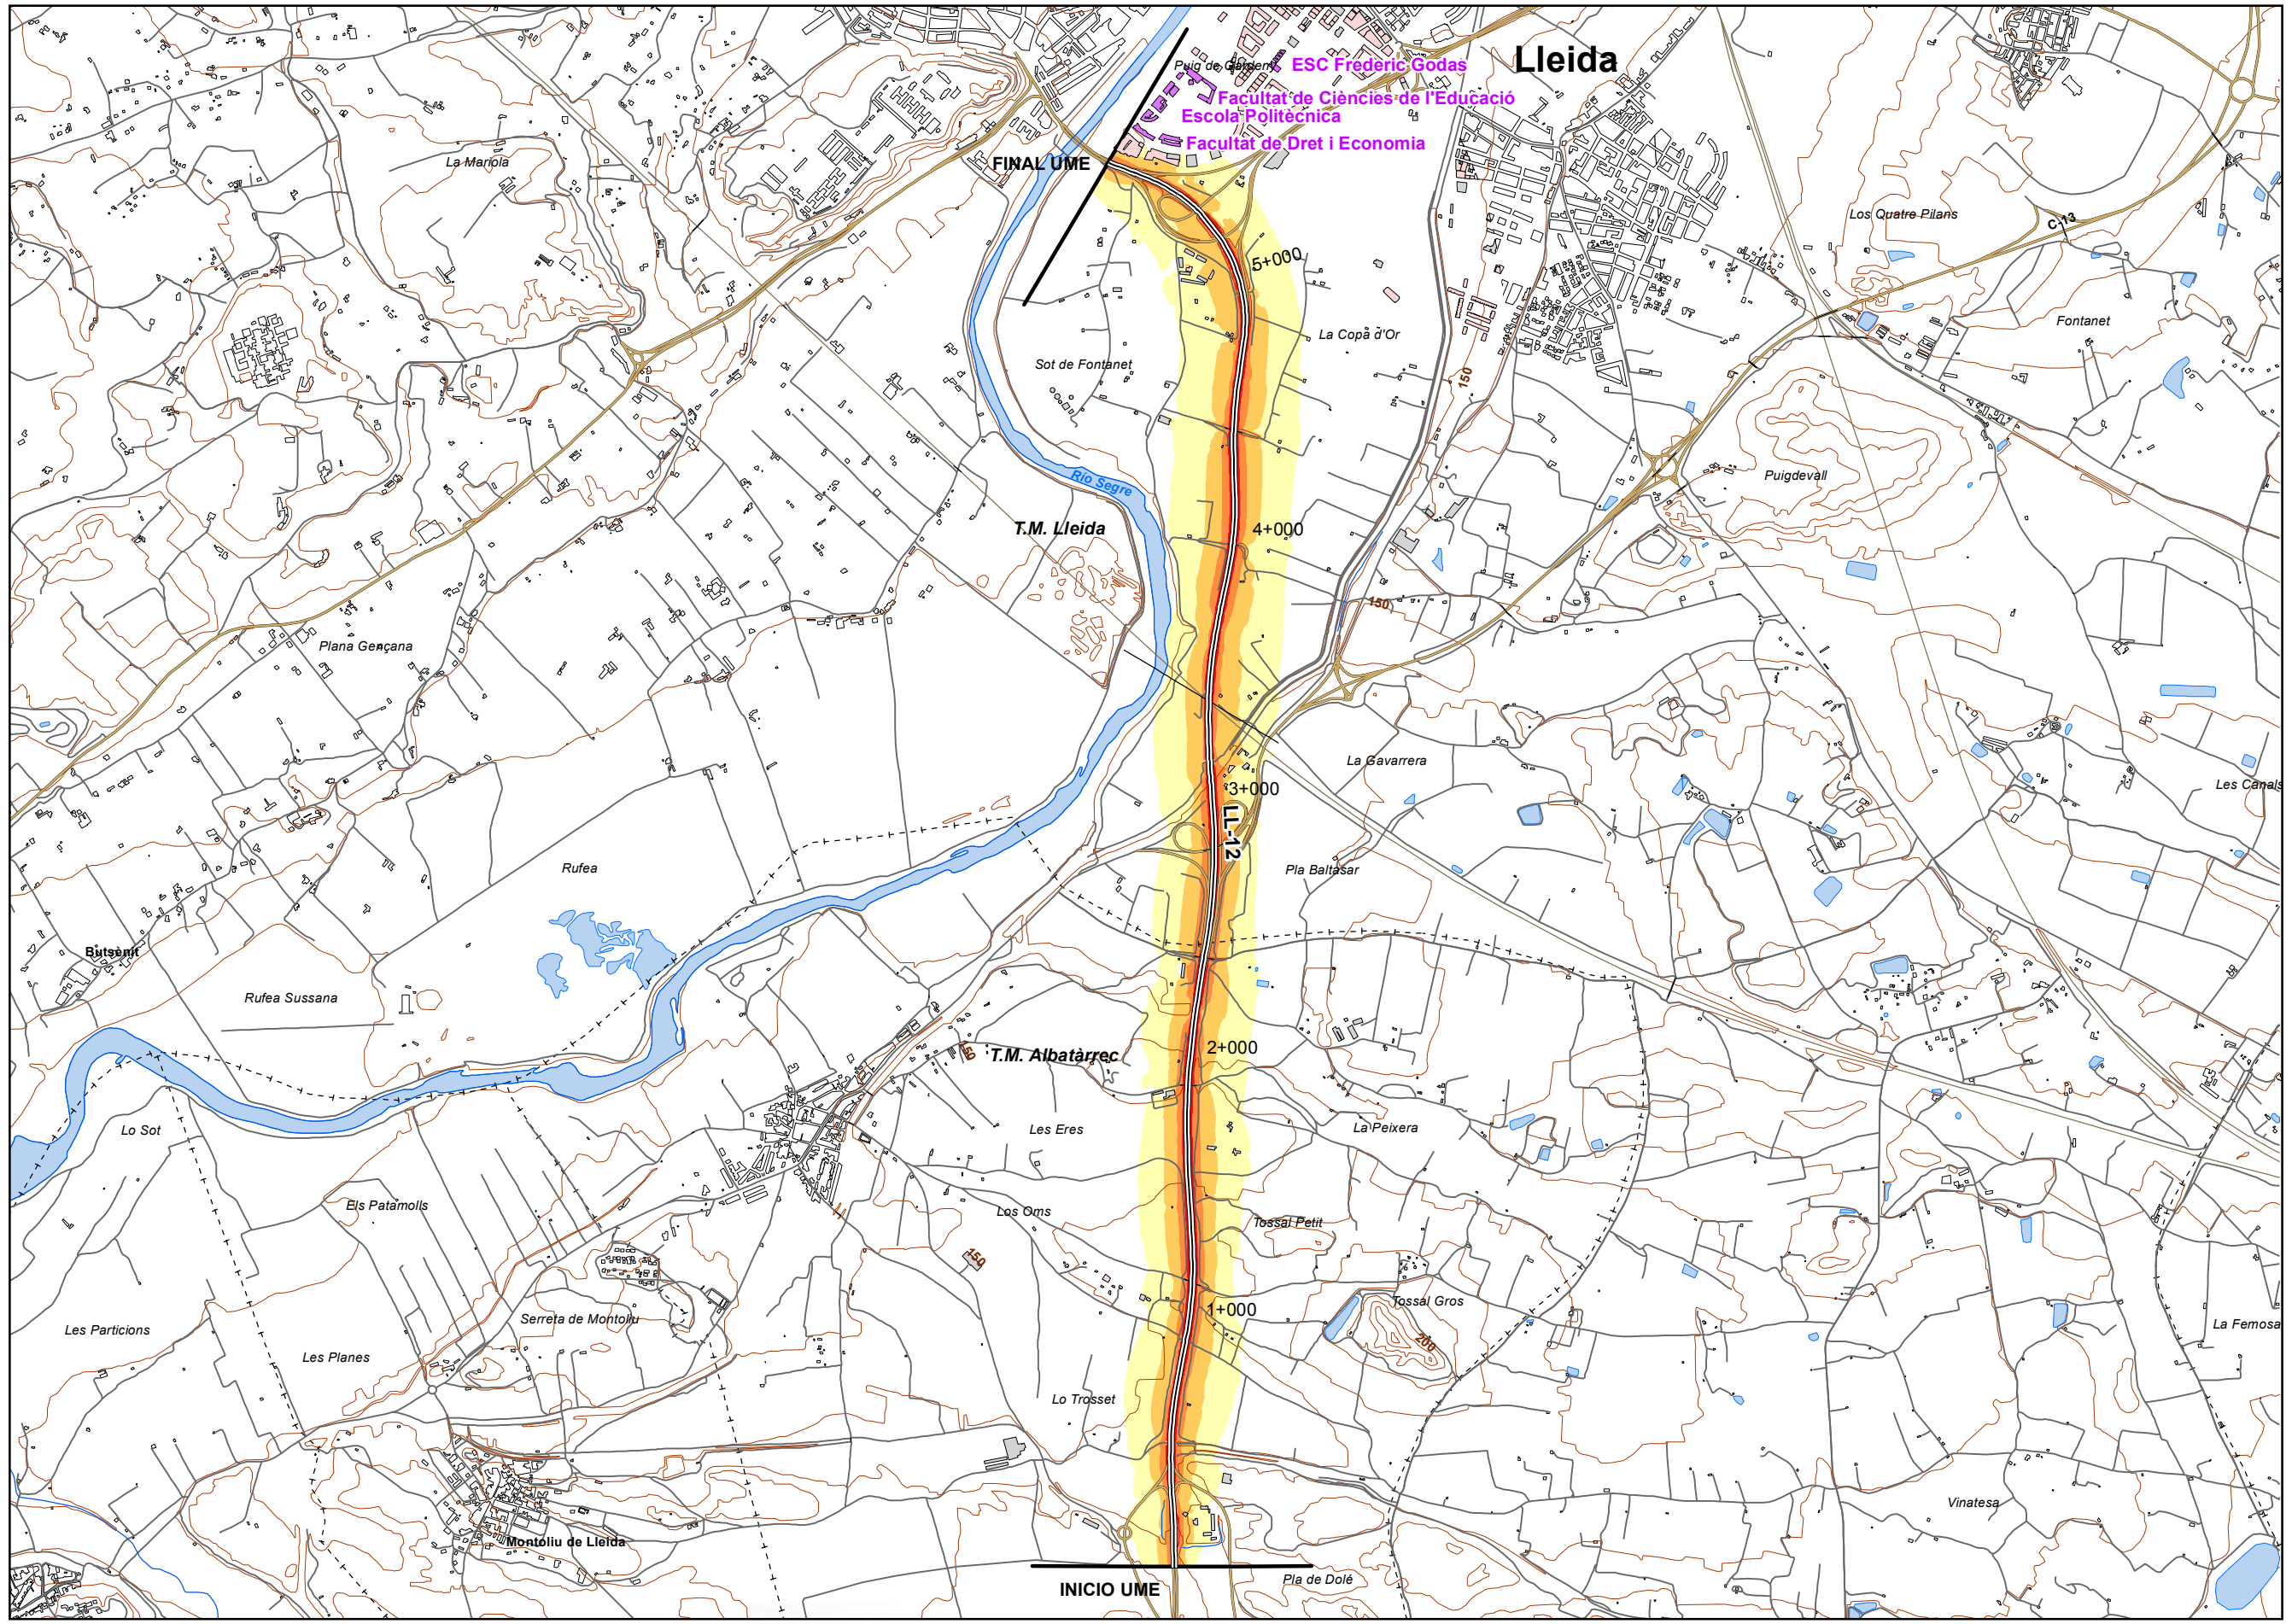 Lleida
Puig de Gardeny
ESC Frederic Godas
Facultat de Ciències de l'Educació
Escola Politècnica
Facultat de Dret i Economia
FINAL UME
La Mariola
Los Quatre Pilans
C-13
5+000
La Copa d'Or
Fontanet
Sot de Fontanet
150
Río Segre
Puigdevall
T.M. Lleida
4+000
150
Plana Gençana
La Gavarrera
Les Canals
3+000
LL-12
Rufea
Pla Baltasar
Butsènit
Rufea Sussana
T.M. Albatàrrec
150
2+000
Lo Sot
Les Eres
La Peixera
Els Patamolls
Los Oms
Tossal Petit
150
Tossal Gros
1+000
Serreta de Montoliu
Les Particions
La Femosa
200
Les Planes
Lo Trosset
Vinatesa
Montoliu de Lleida
Pla de Dolé
INICIO UME